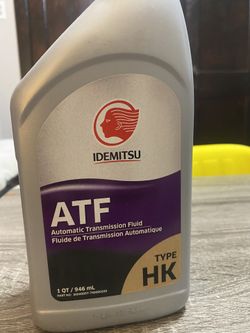 IDEMITSU
ATF
Automatic Transmission Fluid
Fluide de Transmission Automatique
1 QT / 946 mL
TYPE
HK